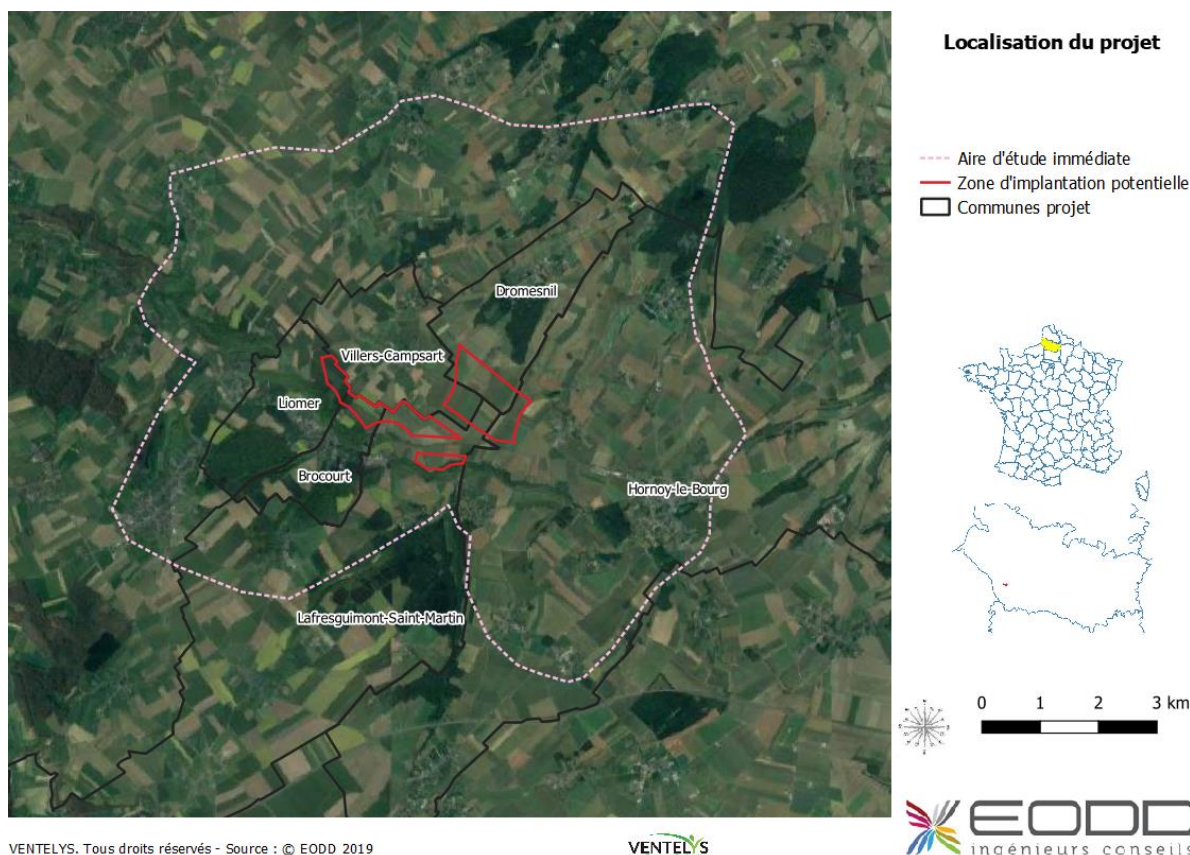 Localisation du projet
Aire d'étude immédiate
Zone d'implantation potentielle
Communes projet
Dromesnil
Villers-Campsart
Liomer
Brocourt
Hornoy-le-Bourg
Lafresguimont-Saint-Martin
0 1 2 3 km
VENTELYS. Tous droits réservés - Source : © EODD 2019
VENTELYS
EODD
ingénieurs conseils